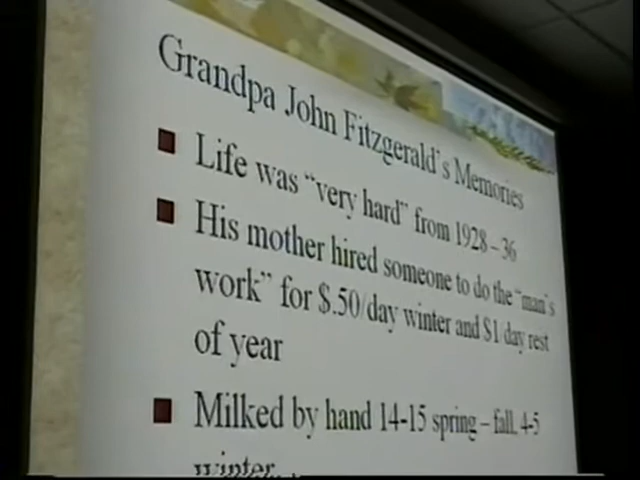 Grandpa John Fitzgerald's Memories
Life was "very hard" from 1928 – 36
His mother hired someone to do the "man's
work" for $.50/day winter and $1/day rest
of year
Milked by hand 14-15 spring – fall, 4-5
winter